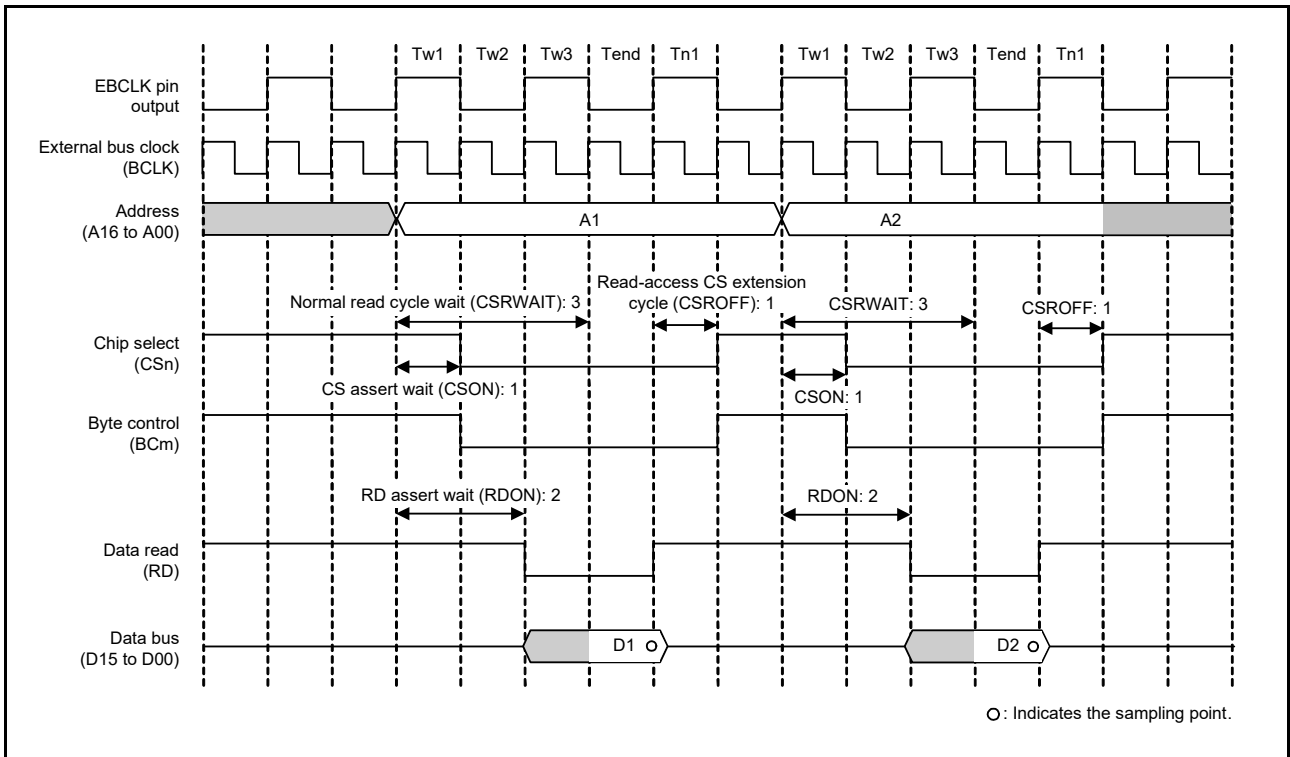 Tw1 Tw2 Tw3 Tend Tn1 Tw1 Tw2 Tw3 Tend Tn1
EBCLK pin
output
External bus clock
(BCLK)
Address
(A16 to A00)
A1 A2
Normal read cycle wait (CSRWAIT): 3
Read-access CS extension
cycle (CSROFF): 1
CSRWAIT: 3
CSROFF: 1
Chip select
(CSn)
CS assert wait (CSON): 1
CSON: 1
Byte control
(BCm)
RD assert wait (RDON): 2
RDON: 2
Data read
(RD)
Data bus
(D15 to D00)
D1 D2
: Indicates the sampling point.